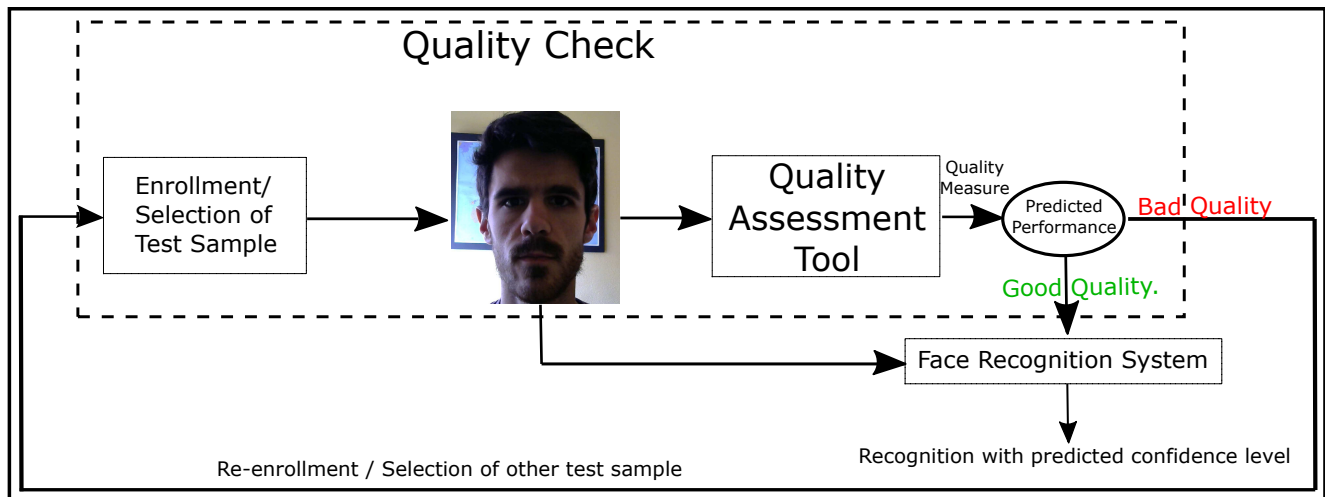 Quality Check
Enrollment/
Selection of
Test Sample
Quality
Assessment
Tool
Quality
Measure
Predicted
Performance
Bad Quality
Good Quality.
Face Recognition System
Recognition with predicted confidence level
Re-enrollment / Selection of other test sample